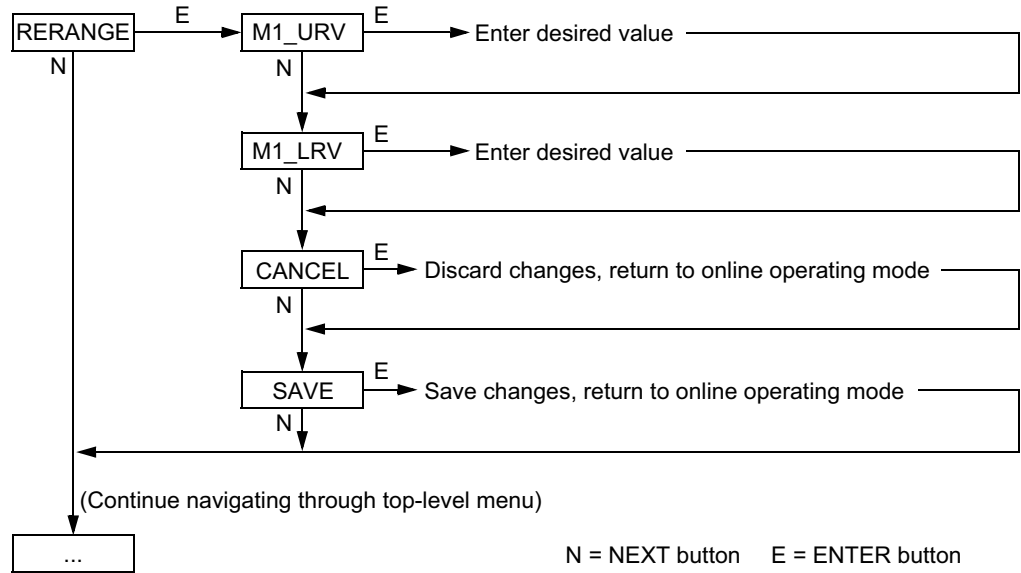 RERANGE E M1_URV E Enter desired value
N N
M1_LRV E Enter desired value
N
CANCEL E Discard changes, return to online operating mode
N
SAVE E Save changes, return to online operating mode
N
(Continue navigating through top-level menu)
...
N = NEXT button E = ENTER button